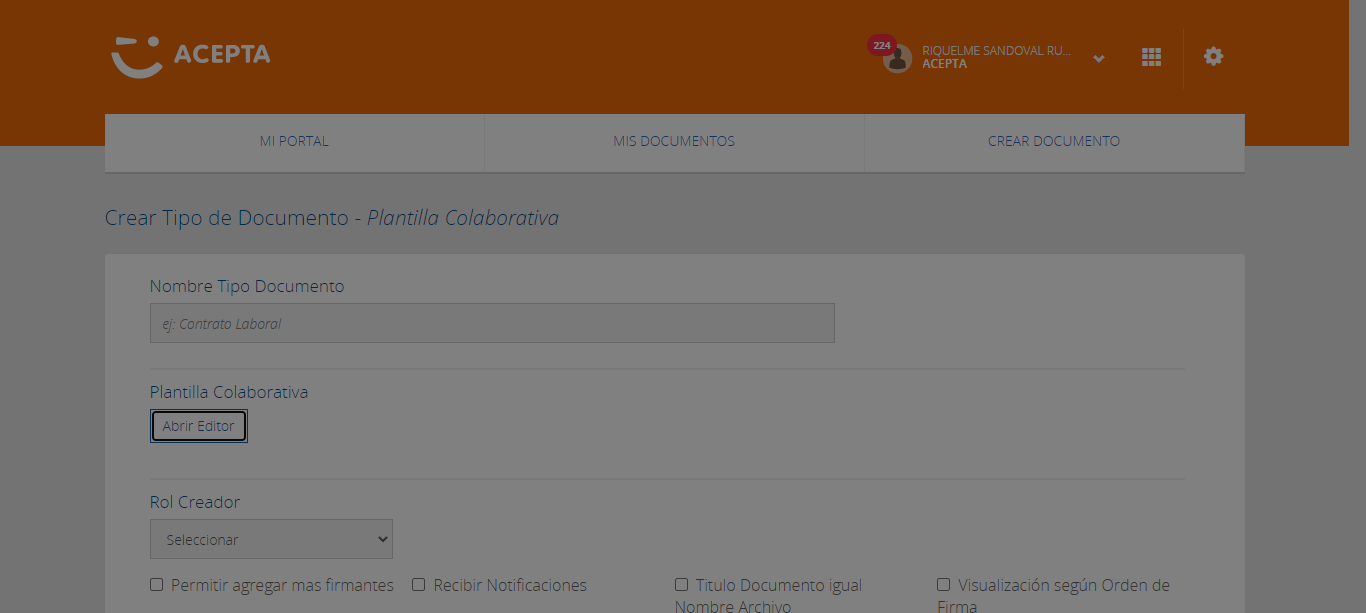 ACEPTA
224
RIQUELME SANDOVAL RU...
ACEPTA
MI PORTAL
MIS DOCUMENTOS
CREAR DOCUMENTO
Crear Tipo de Documento - Plantilla Colaborativa
Nombre Tipo Documento
ej: Contrato Laboral
Plantilla Colaborativa
Abrir Editor
Rol Creador
Seleccionar
Permitir agregar mas firmantes
Recibir Notificaciones
Titulo Documento igual
Nombre Archivo
Visualización según Orden de
Firma